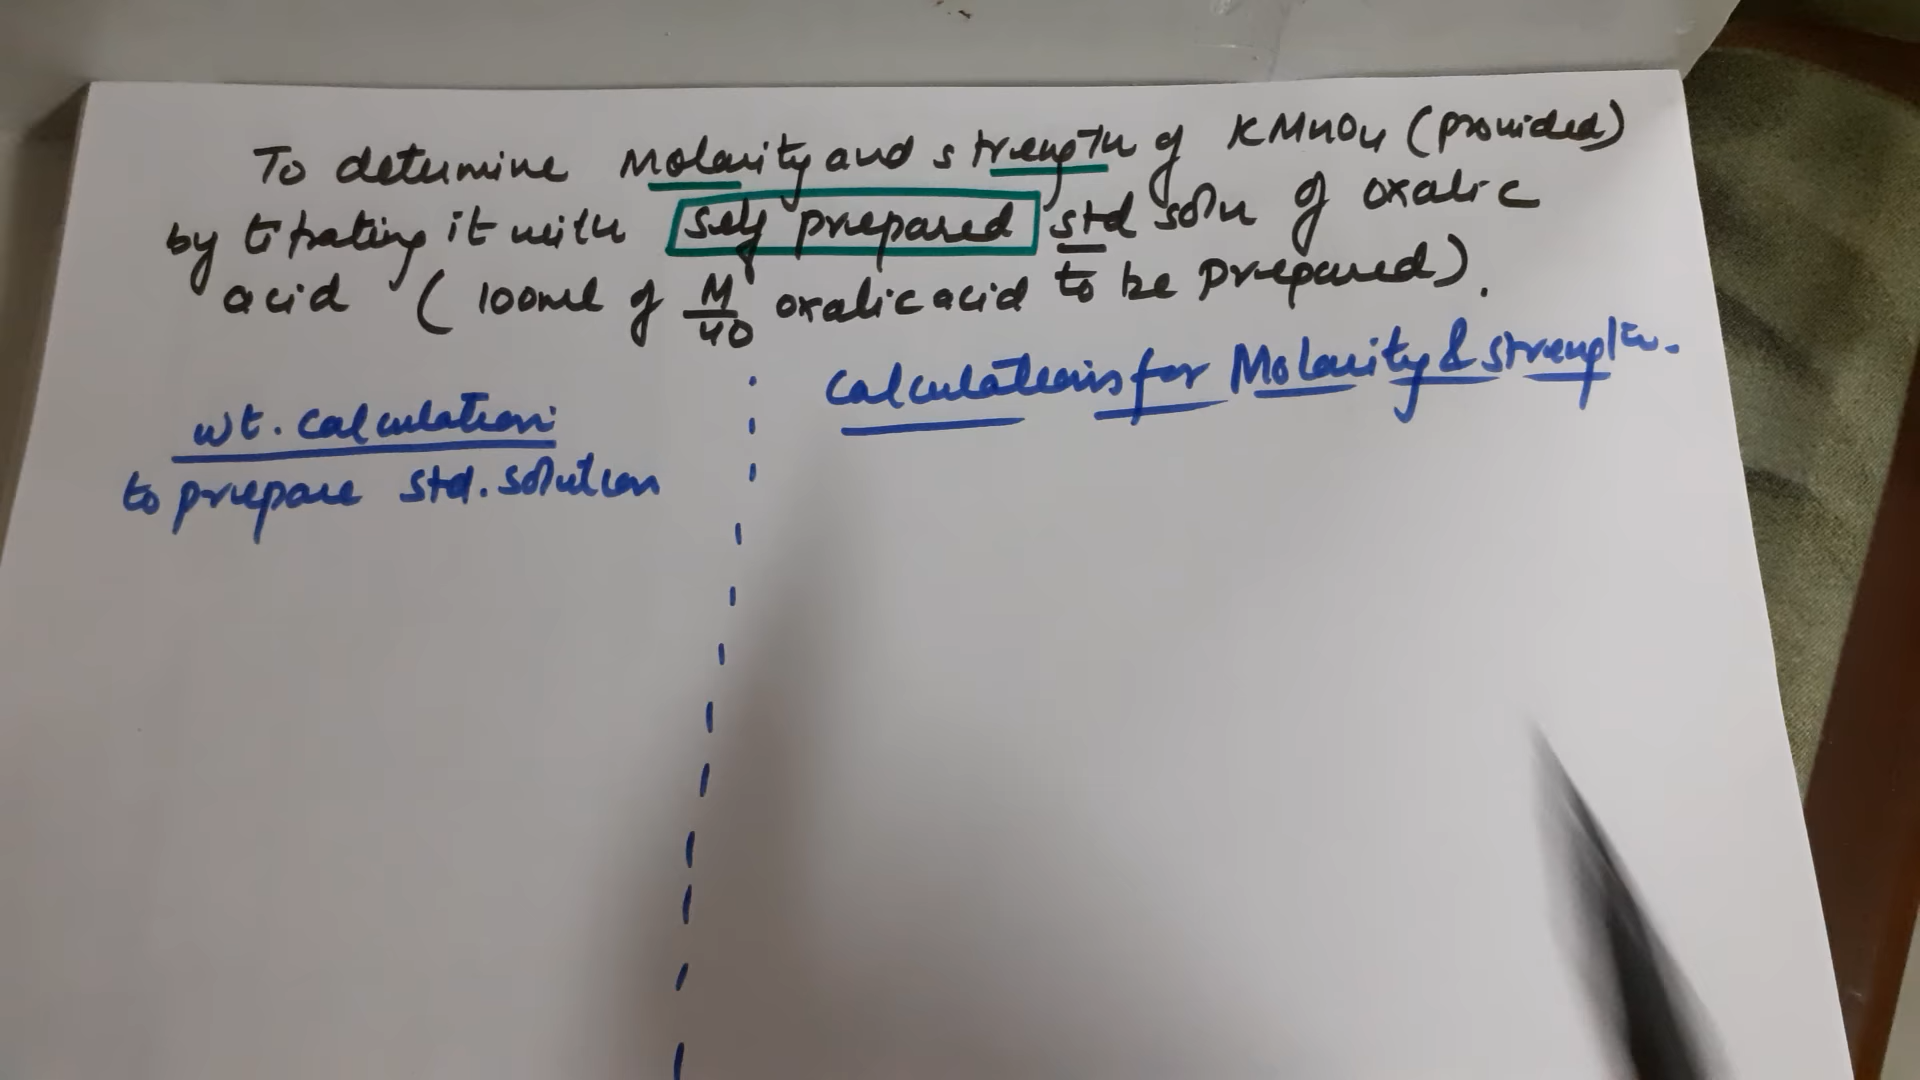 To determine Molarity and strength of KMnO4 (provided)
by titrating it with self prepared std soln of oxalic
acid (100ml of M/40 oxalic acid to be prepared).
Calculations for Molarity & strength.
wt. calculation
to prepare std. solution